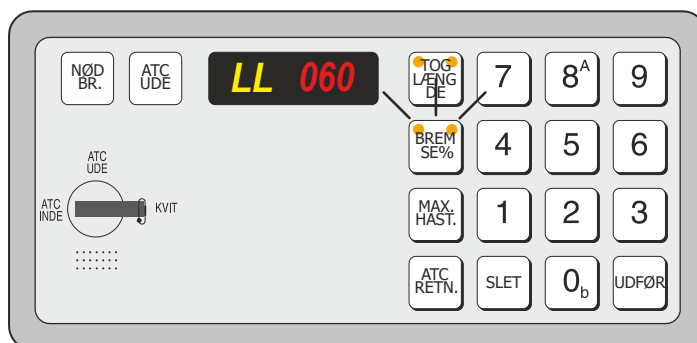 NØD
BR.
ATC
UDE
LL 060
TOG
LÆNG
DE
7
8A
9
BREM
SE%
4
5
6
ATC
UDE
ATC
INDE
KVIT
MAX.
HAST.
1
2
3
ATC
RETN.
SLET
0b
UDFØR